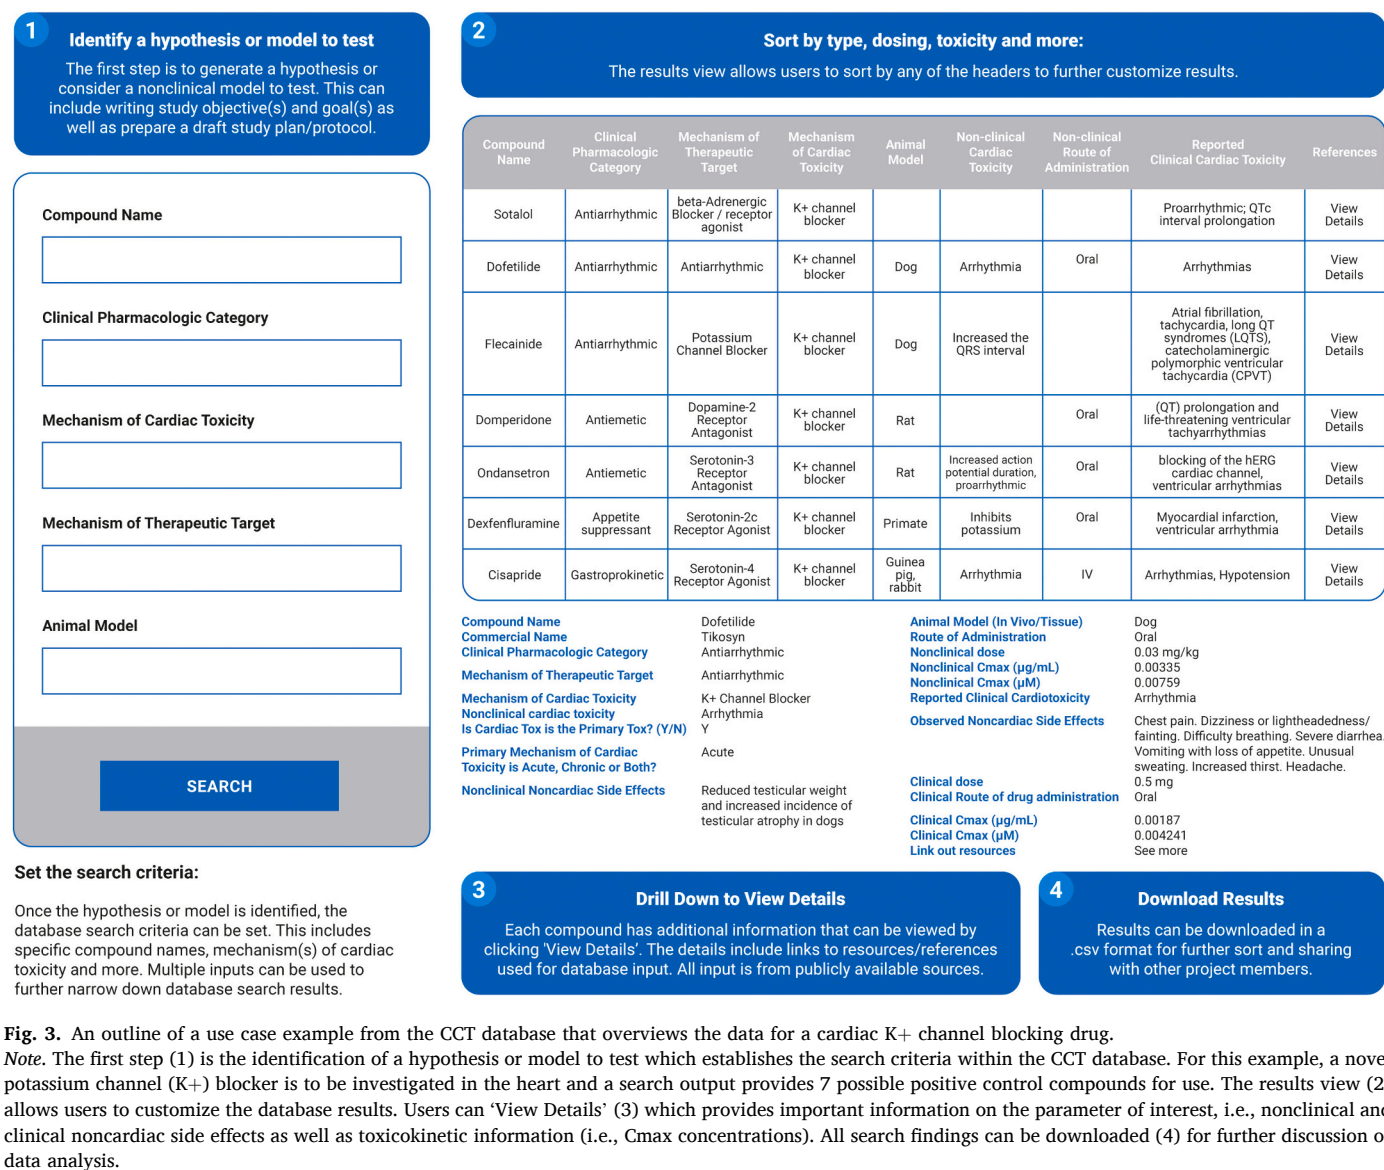 1
Identify a hypothesis or model to test
The first step is to generate a hypothesis or
consider a nonclinical model to test. This can
include writing study objective(s) and goal(s) as
well as prepare a draft study plan/protocol.
Compound Name
Clinical Pharmacologic Category
Mechanism of Cardiac Toxicity
Mechanism of Therapeutic Target
Animal Model
SEARCH
Set the search criteria:
Once the hypothesis or model is identified, the
database search criteria can be set. This includes
specific compound names, mechanism(s) of cardiac
toxicity and more. Multiple inputs can be used to
further narrow down database search results.
2
Sort by type, dosing, toxicity and more:
The results view allows users to sort by any of the headers to further customize results.
Compound Name Clinical Pharmacologic Category Mechanism of Therapeutic Target Mechanism of Cardiac Toxicity Animal Model Non-clinical Cardiac Toxicity Non-clinical Route of Administration Reported Clinical Cardiac Toxicity References
Sotalol Antiarrhythmic beta-Adrenergic Blocker / receptor agonist K+ channel blocker Proarrhythmic; QTc interval prolongation View Details
Dofetilide Antiarrhythmic Antiarrhythmic K+ channel blocker Dog Arrhythmia Oral Arrhythmias View Details
Flecainide Antiarrhythmic Potassium Channel Blocker K+ channel blocker Dog Increased the QRS interval Atrial fibrillation, tachycardia, long QT syndromes (LQTS), catecholaminergic polymorphic ventricular tachycardia (CPVT) View Details
Domperidone Antiemetic Dopamine-2 Receptor Antagonist K+ channel blocker Rat Oral (QT) prolongation and life-threatening ventricular tachyarrhythmias View Details
Ondansetron Antiemetic Serotonin-3 Receptor Antagonist K+ channel blocker Rat Increased action potential duration, proarrhythmic Oral blocking of the hERG cardiac channel, ventricular arrhythmias View Details
Dexfenfluramine Appetite suppressant Serotonin-2c Receptor Agonist K+ channel blocker Primate Inhibits potassium Oral Myocardial infarction, ventricular arrhythmia View Details
Cisapride Gastroprokinetic Serotonin-4 Receptor Agonist K+ channel blocker Guinea pig, rabbit Arrhythmia IV Arrhythmias, Hypotension View Details
Compound Name Dofetilide
Commercial Name Tikosyn
Clinical Pharmacologic Category Antiarrhythmic
Mechanism of Therapeutic Target Antiarrhythmic
Mechanism of Cardiac Toxicity K+ Channel Blocker
Nonclinical cardiac toxicity Arrhythmia
Is Cardiac Tox is the Primary Tox? (Y/N) Y
Primary Mechanism of Cardiac Acute
Toxicity is Acute, Chronic or Both?
Nonclinical Noncardiac Side Effects Reduced testicular weight
and increased incidence of
testicular atrophy in dogs
Animal Model (In Vivo/Tissue) Dog
Route of Administration Oral
Nonclinical dose 0.03 mg/kg
Nonclinical Cmax (µg/mL) 0.00335
Nonclinical Cmax (µM) 0.00759
Reported Clinical Cardiotoxicity Arrhythmia
Observed Noncardiac Side Effects Chest pain. Dizziness or lightheadedness/
fainting. Difficulty breathing. Severe diarrhea.
Vomiting with loss of appetite. Unusual
sweating. Increased thirst. Headache.
Clinical dose 0.5 mg
Clinical Route of drug administration Oral
Clinical Cmax (µg/mL) 0.00187
Clinical Cmax (µM) 0.004241
Link out resources See more
3
Drill Down to View Details
Each compound has additional information that can be viewed by
clicking 'View Details’. The details include links to resources/references
used for database input. All input is from publicly available sources.
4
Download Results
Results can be downloaded in a
.csv format for further sort and sharing
with other project members.
Fig. 3. An outline of a use case example from the CCT database that overviews the data for a cardiac K+ channel blocking drug.
Note. The first step (1) is the identification of a hypothesis or model to test which establishes the search criteria within the CCT database. For this example, a nove
potassium channel (K+) blocker is to be investigated in the heart and a search output provides 7 possible positive control compounds for use. The results view (2
allows users to customize the database results. Users can ‘View Details’ (3) which provides important information on the parameter of interest, i.e., nonclinical and
clinical noncardiac side effects as well as toxicokinetic information (i.e., Cmax concentrations). All search findings can be downloaded (4) for further discussion o
data analysis.